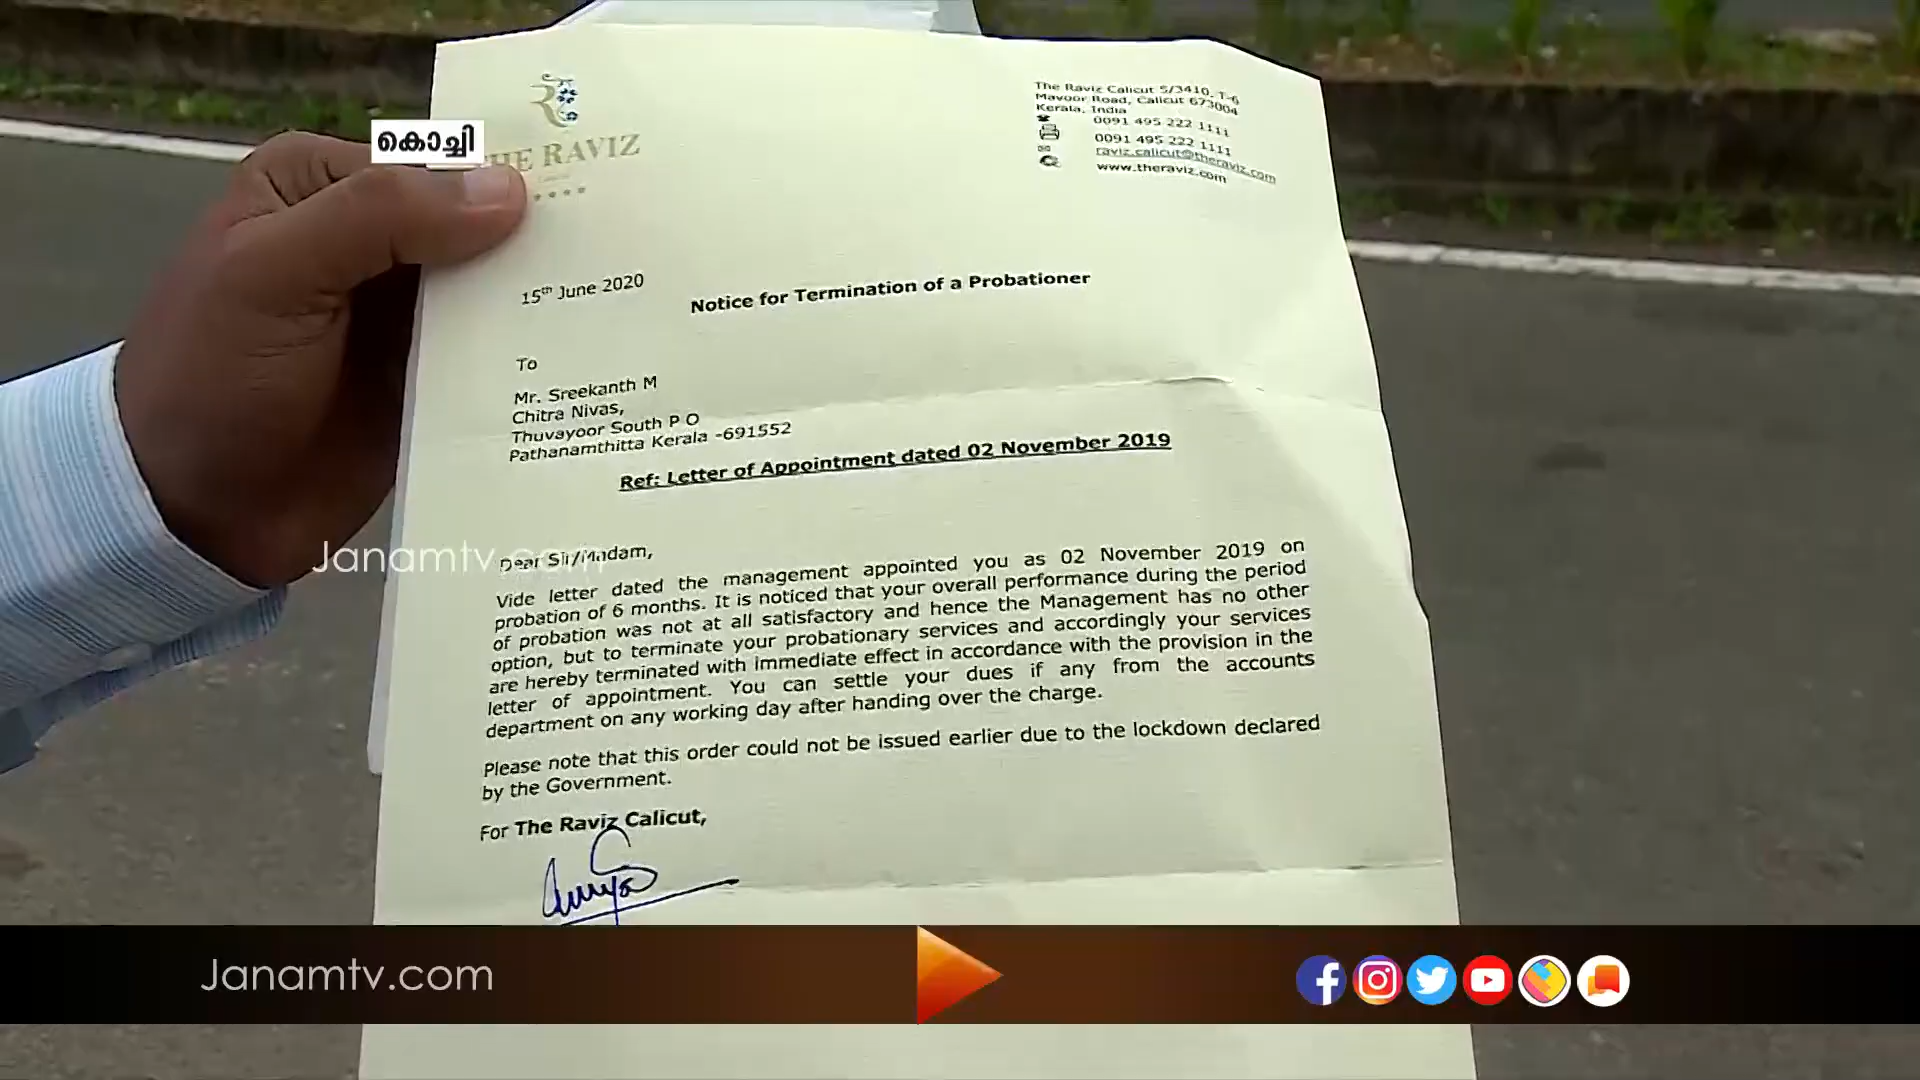 The Raviz Calicut 5/3410, T-6
Mavoor Road, Calicut 673004
Kerala, India
0091 495 222 1111
0091 495 222 1111
raviz.calicut@theraviz.com
www.theraviz.com
കൊച്ചി
THE RAVIZ
15th June 2020
Notice for Termination of a Probationer
To
Mr. Sreekanth M
Chitra Nivas,
Thuvayoor South P O
Pathanamthitta Kerala -691552
Ref: Letter of Appointment dated 02 November 2019
Janamtv.com
Dear Sir/Madam,
Vide letter dated the management appointed you as 02 November 2019 on
probation of 6 months. It is noticed that your overall performance during the period
of probation was not at all satisfactory and hence the Management has no other
option, but to terminate your probationary services and accordingly your services
are hereby terminated with immediate effect in accordance with the provision in the
letter of appointment. You can settle your dues if any from the accounts
department on any working day after handing over the charge.
Please note that this order could not be issued earlier due to the lockdown declared
by the Government.
For The Raviz Calicut,
Janamtv.com